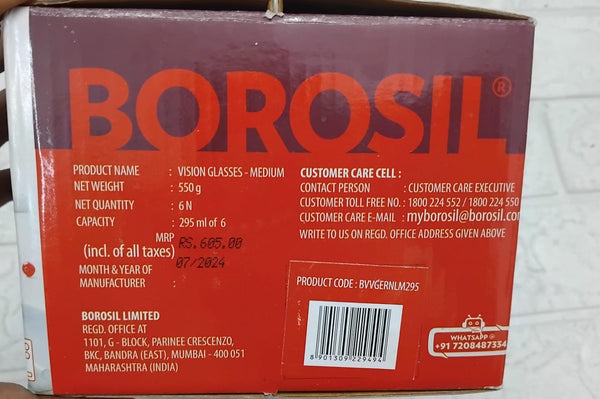 BOROSIL®
PRODUCT NAME : VISION GLASSES - MEDIUM
NET WEIGHT : 550 g
NET QUANTITY : 6 N
CAPACITY : 295 ml of 6
MRP
(incl. of all taxes) RS.605.00
MONTH & YEAR OF 07/2024
MANUFACTURER :
BOROSIL LIMITED
REGD. OFFICE AT
1101, G - BLOCK, PARINEE CRESCENZO,
BKC, BANDRA (EAST), MUMBAI - 400 051
MAHARASHTRA (INDIA)
CUSTOMER CARE CELL :
CONTACT PERSON : CUSTOMER CARE EXECUTIVE
CUSTOMER TOLL FREE NO. : 1800 224 552 / 1800 224 550
CUSTOMER CARE E-MAIL : myborosil@borosil.com
WRITE TO US ON REGD. OFFICE ADDRESS GIVEN ABOVE
PRODUCT CODE : BVVGERNLM295
8 901309 229494
WHATSAPP
+91 7208487334